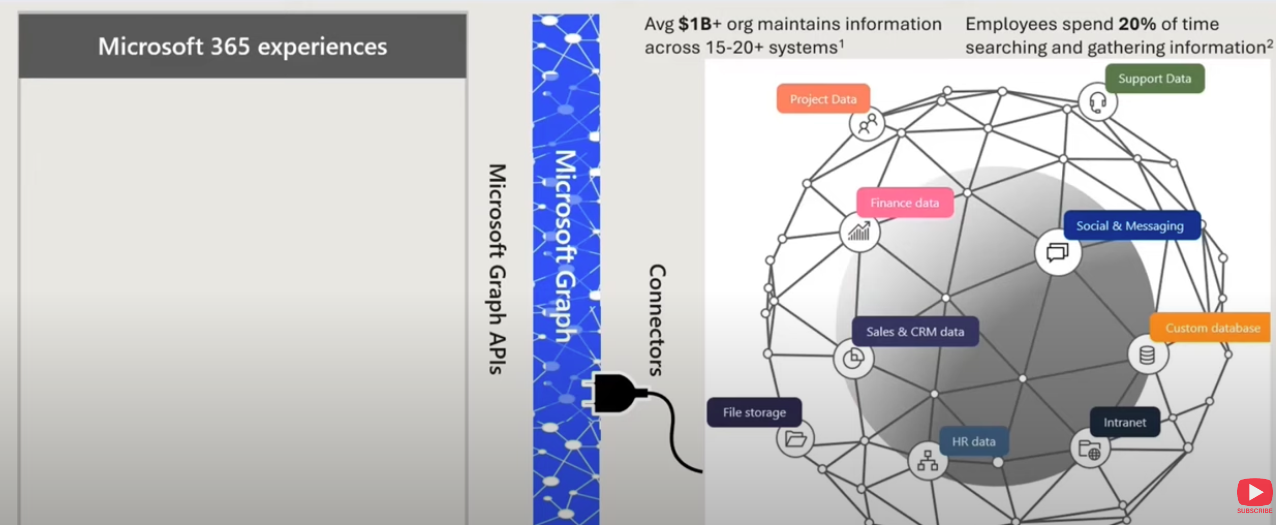 Microsoft 365 experiences
Microsoft Graph APIs
Microsoft Graph
Connectors
Avg $1B+ org maintains information
across 15-20+ systems1
Employees spend 20% of time
searching and gathering information2
Support Data
Project Data
Finance data
Social & Messaging
Sales & CRM data
Custom database
File storage
Intranet
HR data
SUBSCRIBE